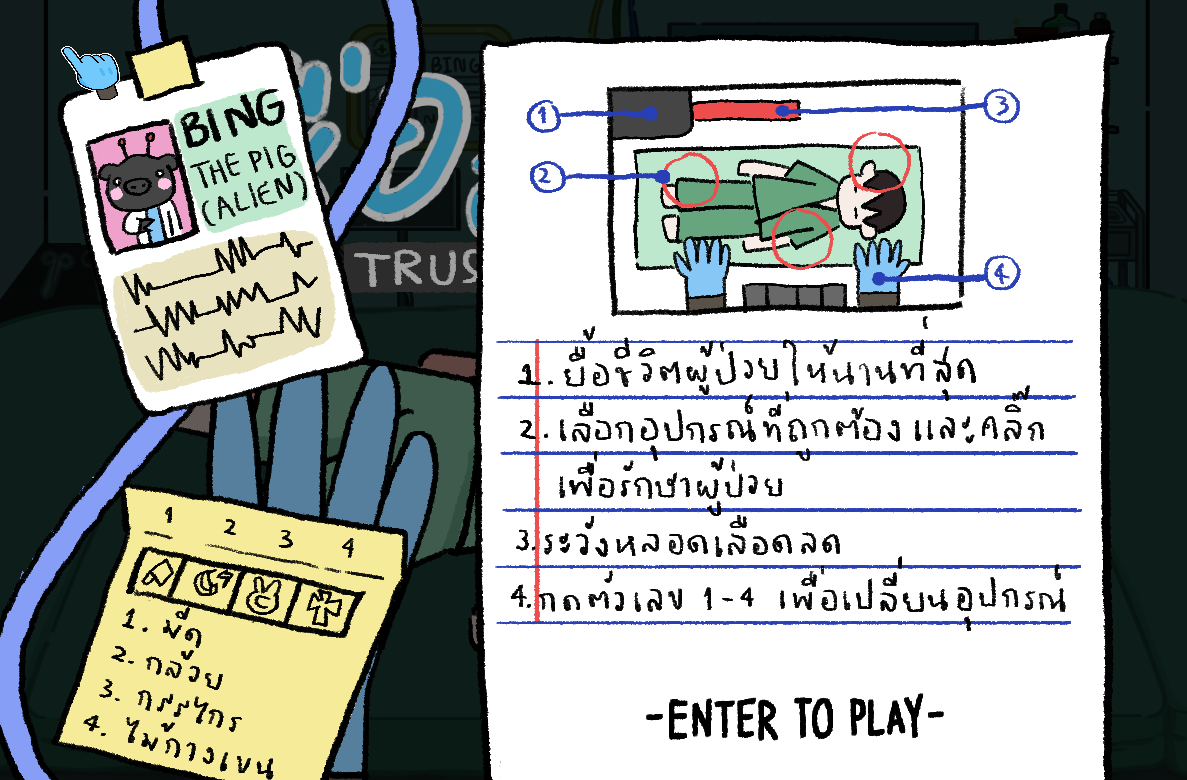 BING
THE PIG
(ALIEN)
TRUS
1 2 3 4
1. มีด
2. กล้วย
3. กรรไกร
4. ไม้กางเขน
1 3
2
4
1. ยื้อชีวิตผู้ป่วยให้นานที่สุด
2. เลือกอุปกรณ์ที่ถูกต้อง และคลิ๊ก
เพื่อรักษาผู้ป่วย
3. ระวังหลอดเลือดลด
4. กดตัวเลข 1-4 เพื่อเปลี่ยนอุปกรณ์
-ENTER TO PLAY-